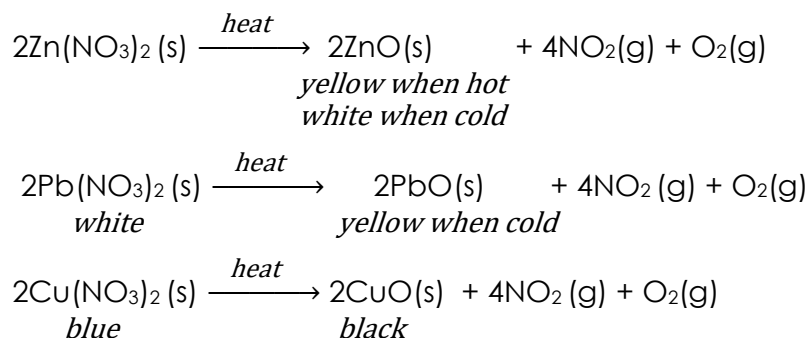 heat
2Zn(NO₃)₂ (s) ⟶ 2ZnO(s) + 4NO₂(g) + O₂(g)
yellow when hot
white when cold
heat
2Pb(NO₃)₂ (s) ⟶ 2PbO(s) + 4NO₂ (g) + O₂(g)
white yellow when cold
heat
2Cu(NO₃)₂ (s) ⟶ 2CuO(s) + 4NO₂ (g) + O₂(g)
blue black